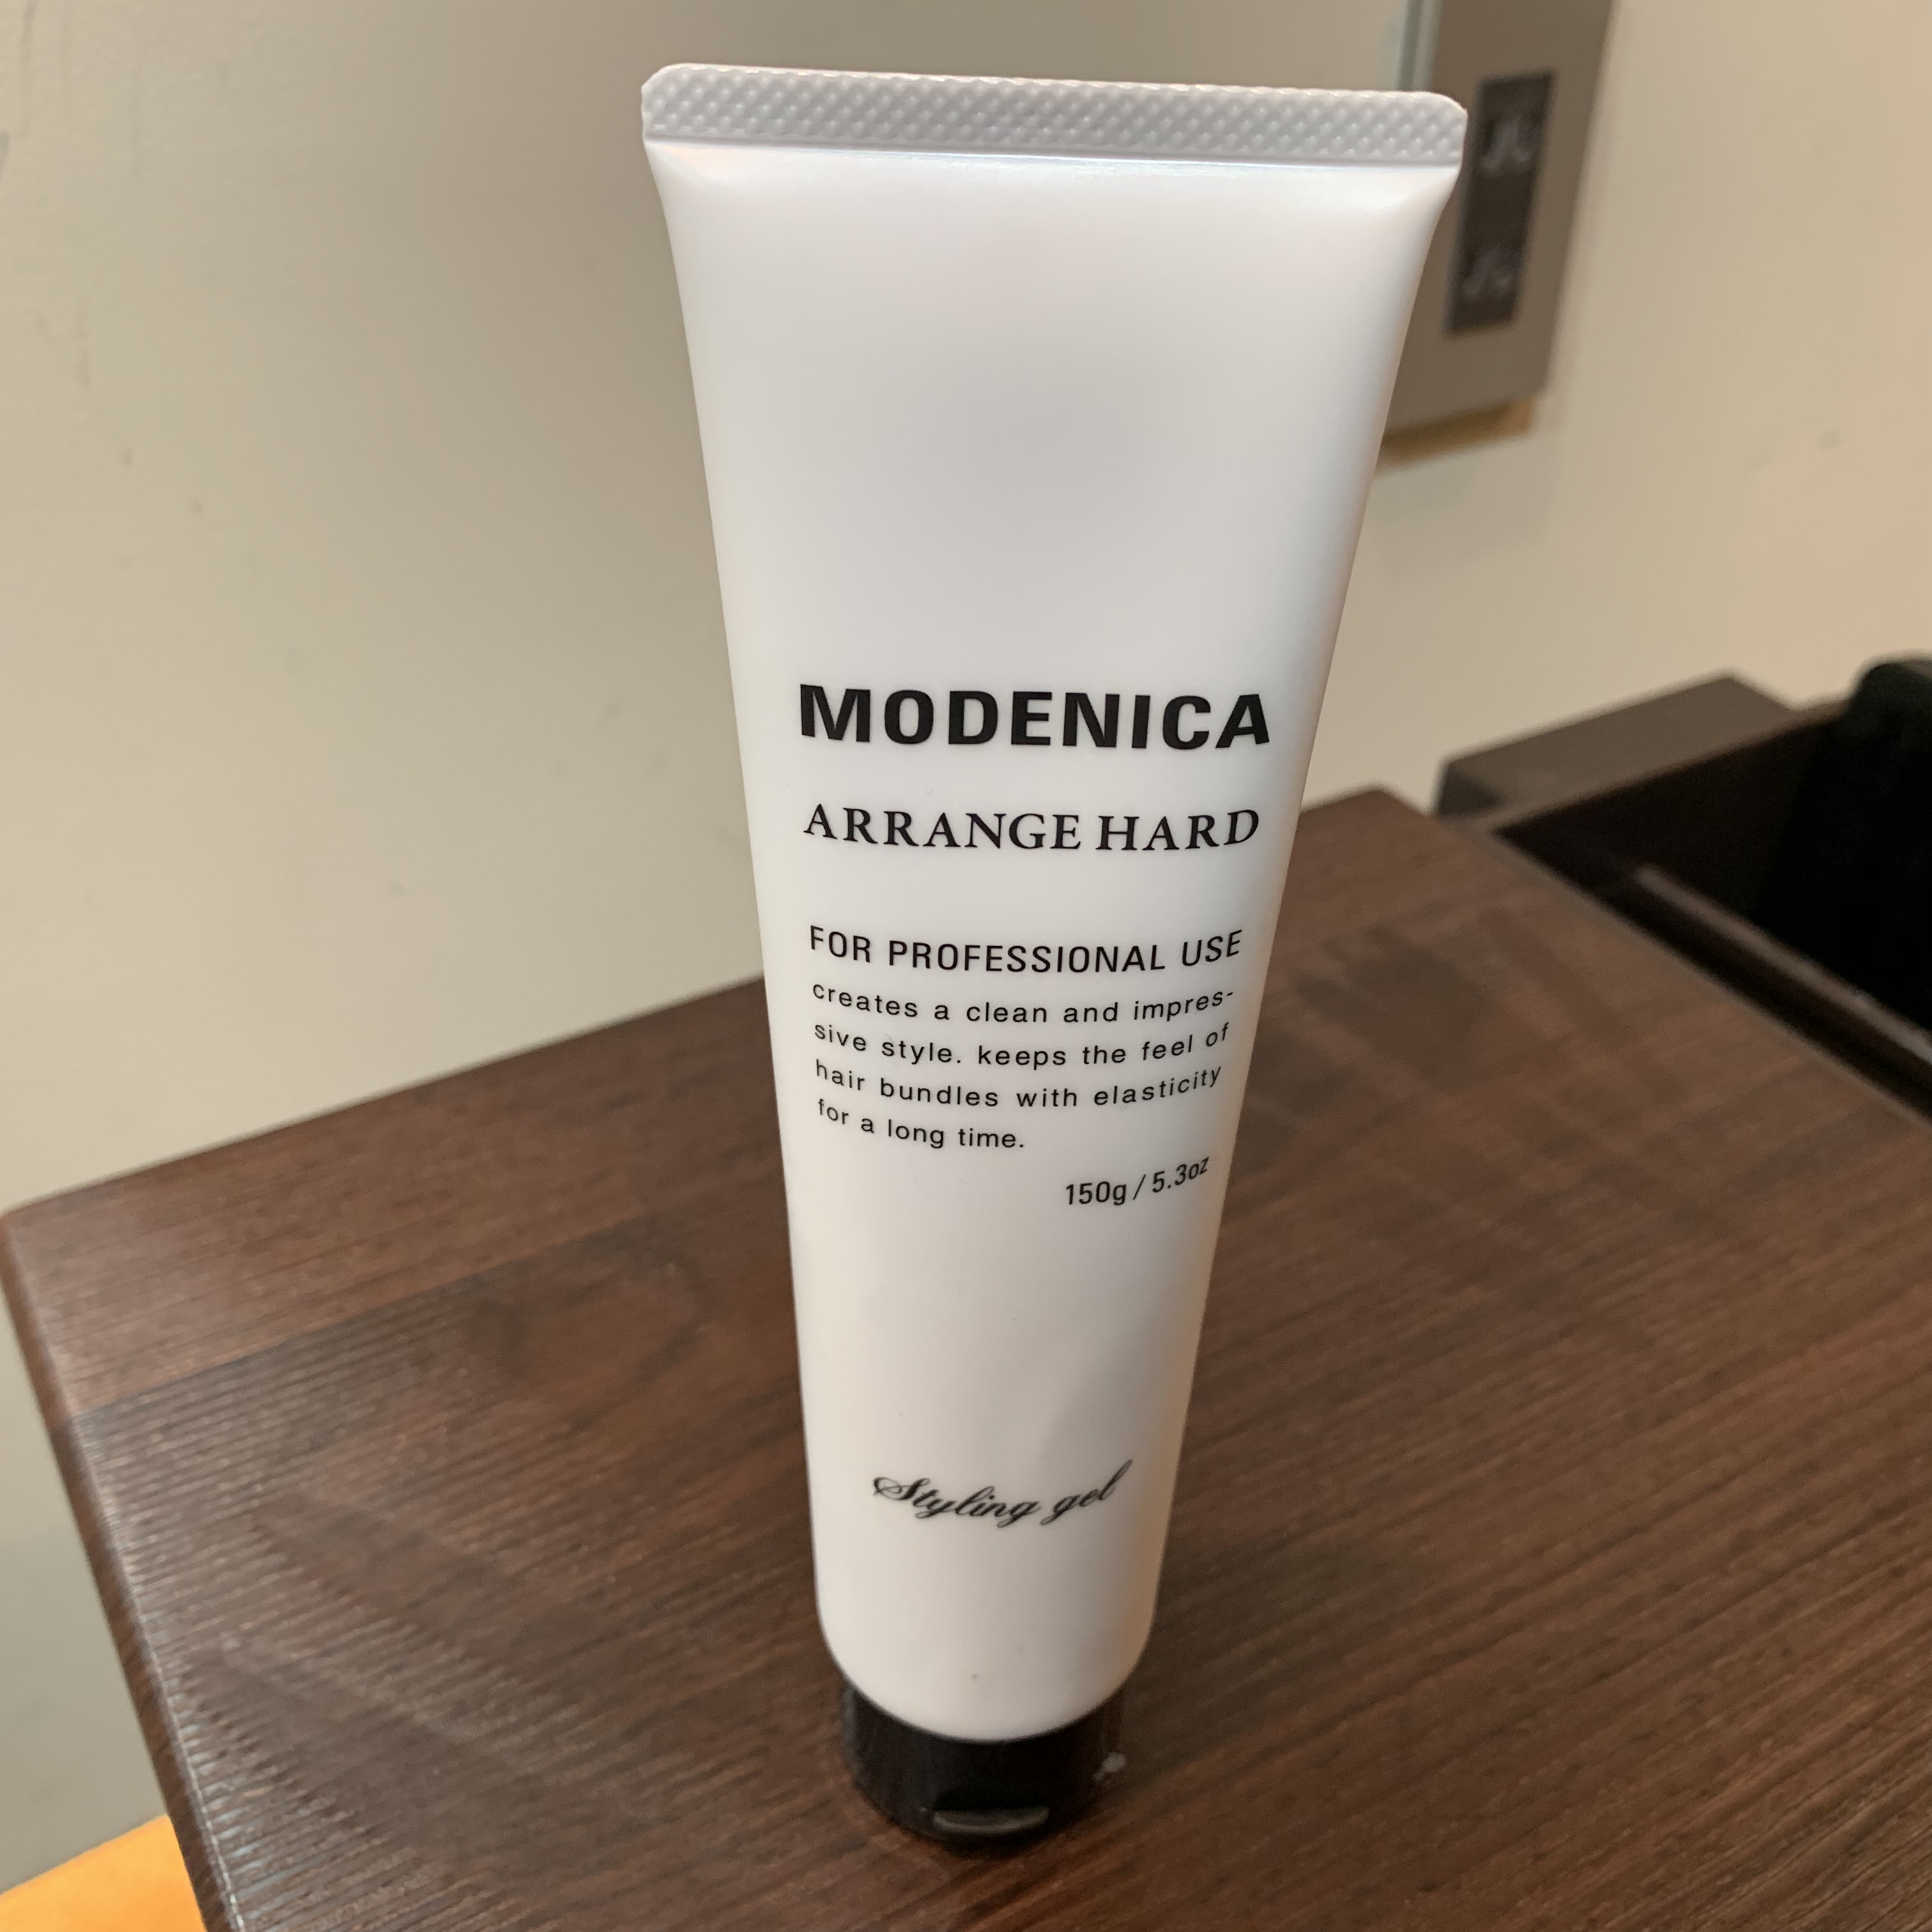 MODENICA
ARRANGE HARD
FOR PROFESSIONAL USE
creates a clean and impres-
sive style. keeps the feel of
hair bundles with elasticity
for a long time.
150g / 5.3oz
Styling gel